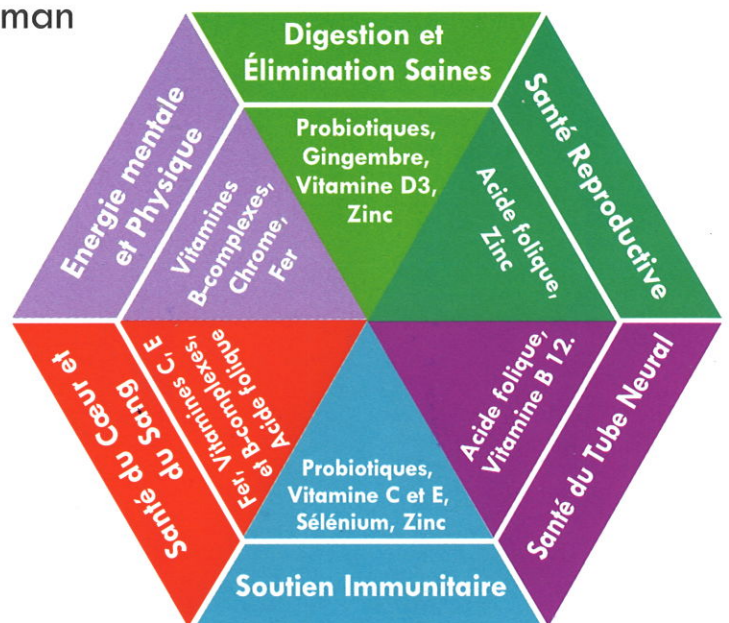 man
Digestion et
Élimination Saines
Probiotiques,
Gingembre,
Vitamine D3,
Zinc
Santé Reproductive
Acide folique,
Zinc
Santé du Tube Neural
Acide folique,
Vitamine B 12.
Soutien Immunitaire
Probiotiques,
Vitamine C et E,
Sélénium, Zinc
Santé du Cœur et
du Sang
Fer, Vitamines C, E
et B-complexes,
Acide folique
Energie mentale
et Physique
Vitamines
B-complexes,
Chrome,
Fer